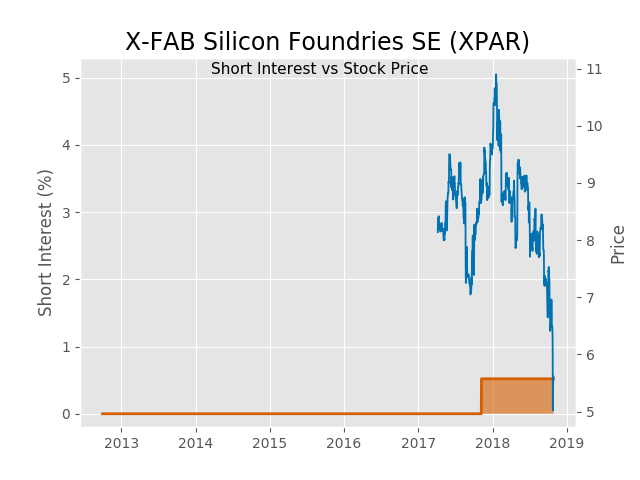 X-FAB Silicon Foundries SE (XPAR)
Short Interest vs Stock Price
Short Interest (%)
5
4
3
2
1
0
11
10
9
8
7
6
5
Price
2013 2014 2015 2016 2017 2018 2019